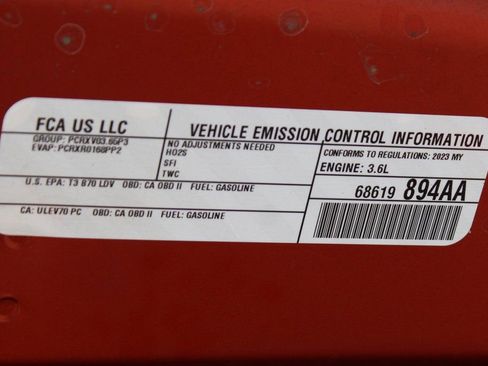 FCA US LLC
GROUP: PCRXV03.65P3
EVAP: PCRXR0168PP2
VEHICLE EMISSION CONTROL INFORMATION
NO ADJUSTMENTS NEEDED
HO2S
SFI
TWC
CONFORMS TO REGULATIONS: 2023 MY
ENGINE: 3.6L
U.S. EPA: T3 B70 LDV OBD: CA OBD II FUEL: GASOLINE
CA: ULEV70 PC OBD: CA OBD II FUEL: GASOLINE
68619 894AA